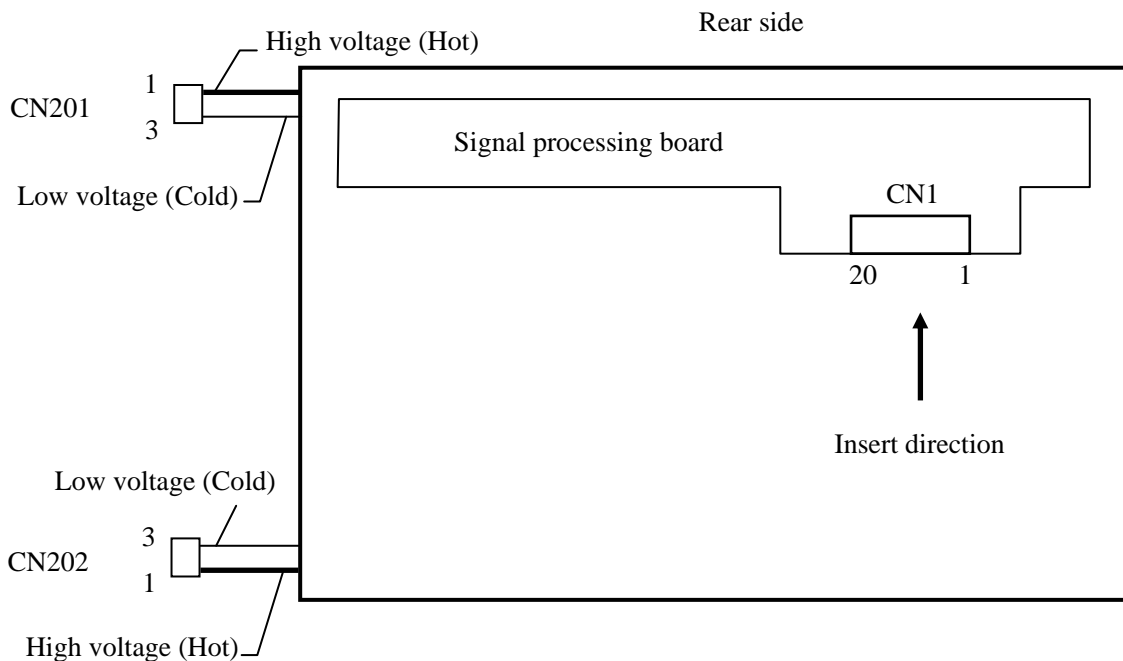 Rear side
High voltage (Hot)
1
CN201
3
Signal processing board
Low voltage (Cold)
CN1
20 1
Insert direction
Low voltage (Cold)
3
CN202
1
High voltage (Hot)